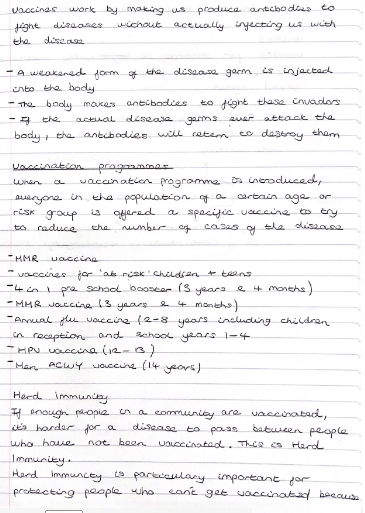 vaccines work by making us produce antibodies to
fight diseases without actually injecting us with
the disease
- A weakened form of the disease germ is injected
into the body
- The body makes antibodies to fight these invaders
- If the actual disease germs ever attack the
body, the antibodies will return to destroy them
Vaccination programmes
When a vaccination programme is introduced,
everyone in the population of a certain age or
risk group is offered a specific vaccine to try
to reduce the number of cases of the disease
- MMR vaccine
- vaccines for 'at risk' children + teens
- 4 in 1 pre school booster (3 years & 4 months)
- MMR vaccine (3 years & 4 months)
- Annual flu vaccine (2-8 years including children
in reception and school years 1-4
- HPV vaccine (12-13)
- Men ACWY vaccine (14 years)
Herd Immunity
If enough people in a community are vaccinated,
it's harder for a disease to pass between people
who have not been vaccinated. This is Herd
Immunity.
Herd Immunity is particulary important for
protecting people who can't get vaccinated because